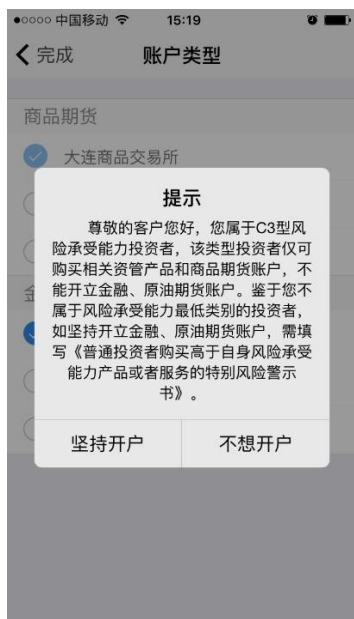 中国移动 15:19
完成 账户类型
商品期货
大连商品交易所
提示
尊敬的客户您好，您属于C3型风
险承受能力投资者，该类型投资者仅可
购买相关资管产品和商品期货账户，不
能开立金融、原油期货账户。鉴于您不
属于风险承受能力最低类别的投资者，
如坚持开立金融、原油期货账户，需填
写《普通投资者购买高于自身风险承受
能力产品或者服务的特别风险警示
书》。
坚持开户 不想开户